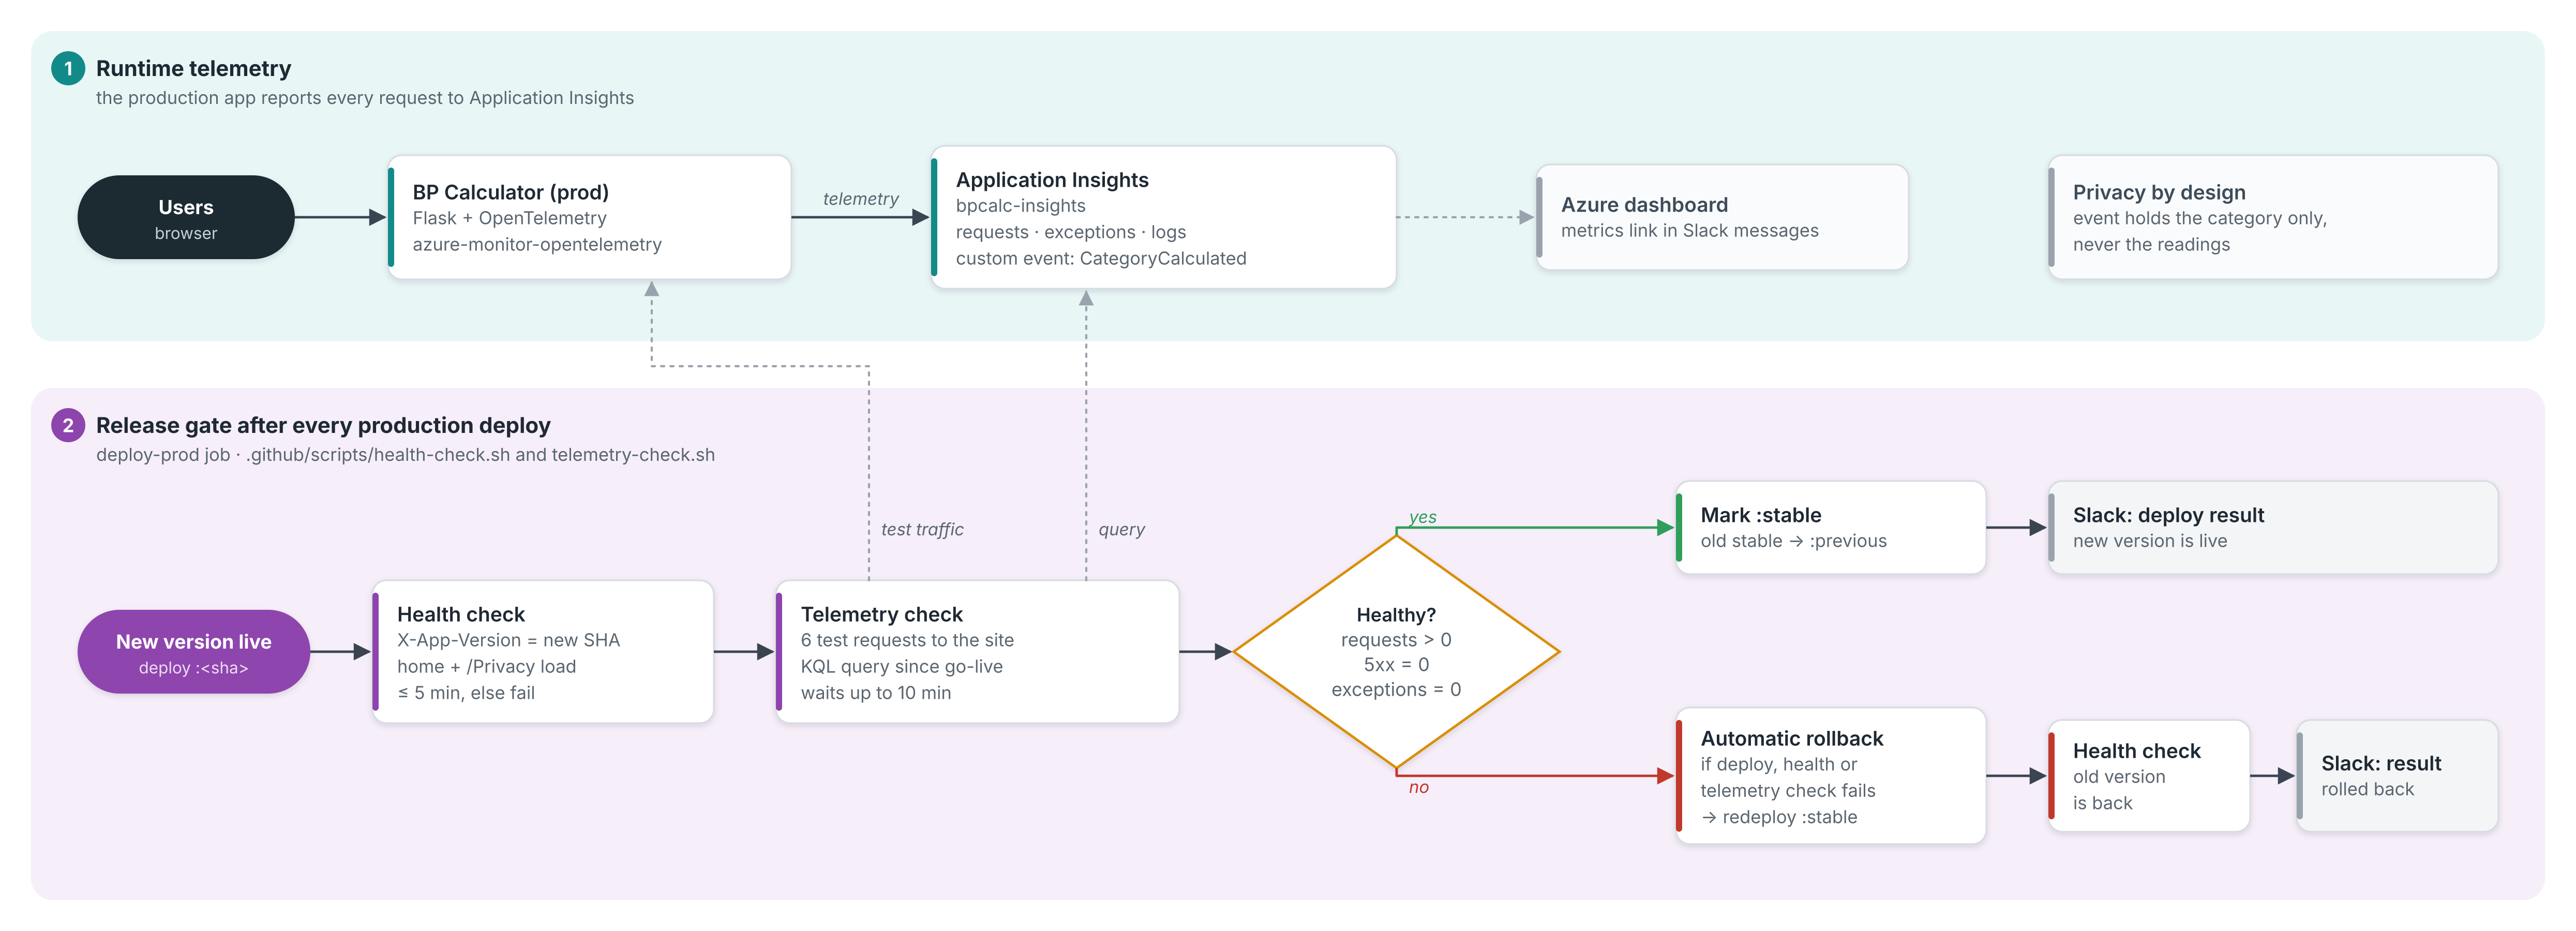 1
Runtime telemetry
the production app reports every request to Application Insights
Users
browser
BP Calculator (prod)
Flask + OpenTelemetry
azure-monitor-opentelemetry
telemetry
Application Insights
bpcalc-insights
requests · exceptions · logs
custom event: CategoryCalculated
Azure dashboard
metrics link in Slack messages
Privacy by design
event holds the category only,
never the readings
2
Release gate after every production deploy
deploy-prod job · .github/scripts/health-check.sh and telemetry-check.sh
test traffic
query
New version live
deploy :<sha>
Health check
X-App-Version = new SHA
home + /Privacy load
≤ 5 min, else fail
Telemetry check
6 test requests to the site
KQL query since go-live
waits up to 10 min
Healthy?
requests > 0
5xx = 0
exceptions = 0
yes
Mark :stable
old stable → :previous
Slack: deploy result
new version is live
no
Automatic rollback
if deploy, health or
telemetry check fails
→ redeploy :stable
Health check
old version
is back
Slack: result
rolled back